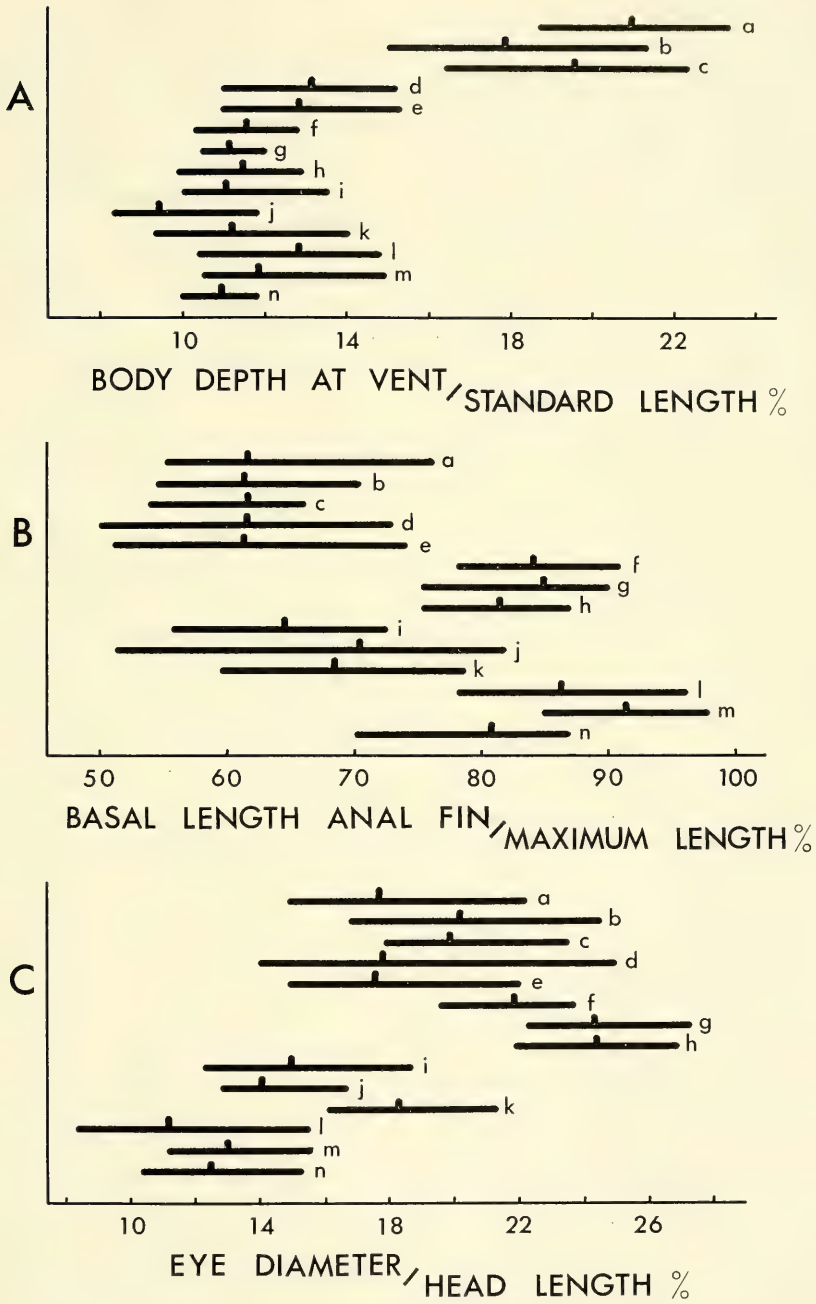 A
a
b
c
d
e
f
g
h
i
j
k
l
m
n
10 14 18 22
BODY DEPTH AT VENT/STANDARD LENGTH %
B
a
b
c
d
e
f
g
h
i
j
k
l
m
n
50 60 70 80 90 100
BASAL LENGTH ANAL FIN/MAXIMUM LENGTH %
C
a
b
c
d
e
f
g
h
i
j
k
l
m
n
10 14 18 22 26
EYE DIAMETER/HEAD LENGTH %